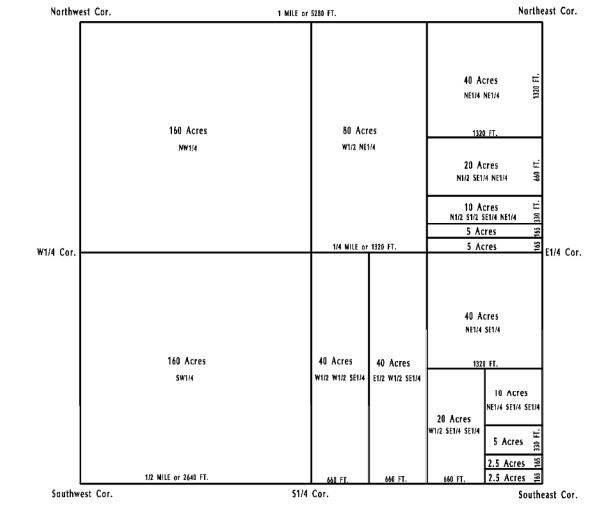 Northwest Cor. 1 MILE or 5280 FT. Northeast Cor.
40 Acres
NE1/4 NE1/4
1320 FT.
1320 FT.
160 Acres
NW1/4
80 Acres
W1/2 NE1/4
20 Acres
N1/2 SE1/4 NE1/4
660 FT.
10 Acres
N1/2 S1/2 SE1/4 NE1/4
330 FT.
5 Acres 165
5 Acres 165
W1/4 Cor. 1/4 MILE or 1320 FT. E1/4 Cor.
40 Acres
NE1/4 SE1/4
1320 FT.
160 Acres
SW1/4
40 Acres
W1/2 W1/2 SE1/4
40 Acres
E1/2 W1/2 SE1/4
10 Acres
NE1/4 SE1/4 SE1/4
20 Acres
W1/2 SE1/4 SE1/4
5 Acres 330 FT.
2.5 Acres 165
2.5 Acres 165
1/2 MILE or 2640 FT. 660 FT. 660 FT. 660 FT.
Southwest Cor. S1/4 Cor. Southeast Cor.